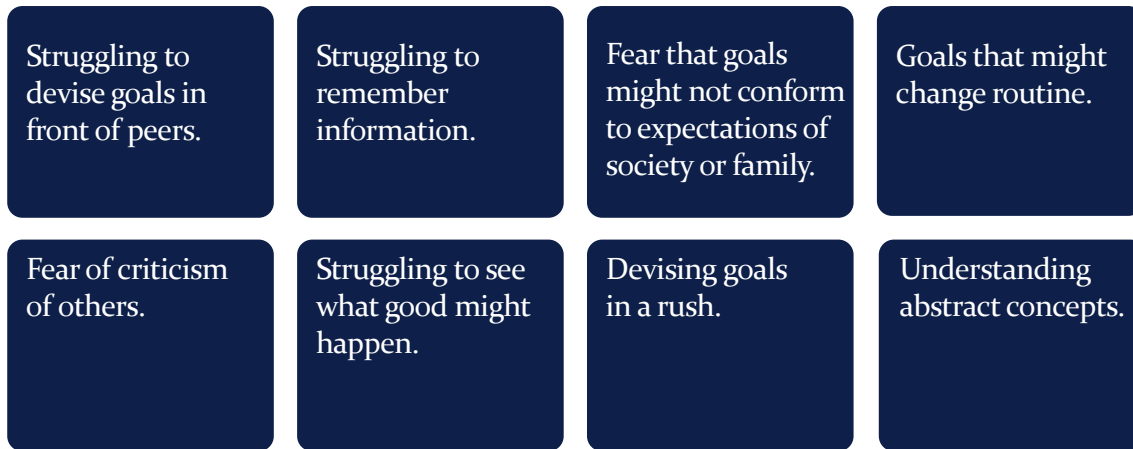 Struggling to
devise goals in
front of peers.
Struggling to
remember
information.
Fear that goals
might not conform
to expectations of
society or family.
Goals that might
change routine.
Fear of criticism
of others.
Struggling to see
what good might
happen.
Devising goals
in a rush.
Understanding
abstract concepts.